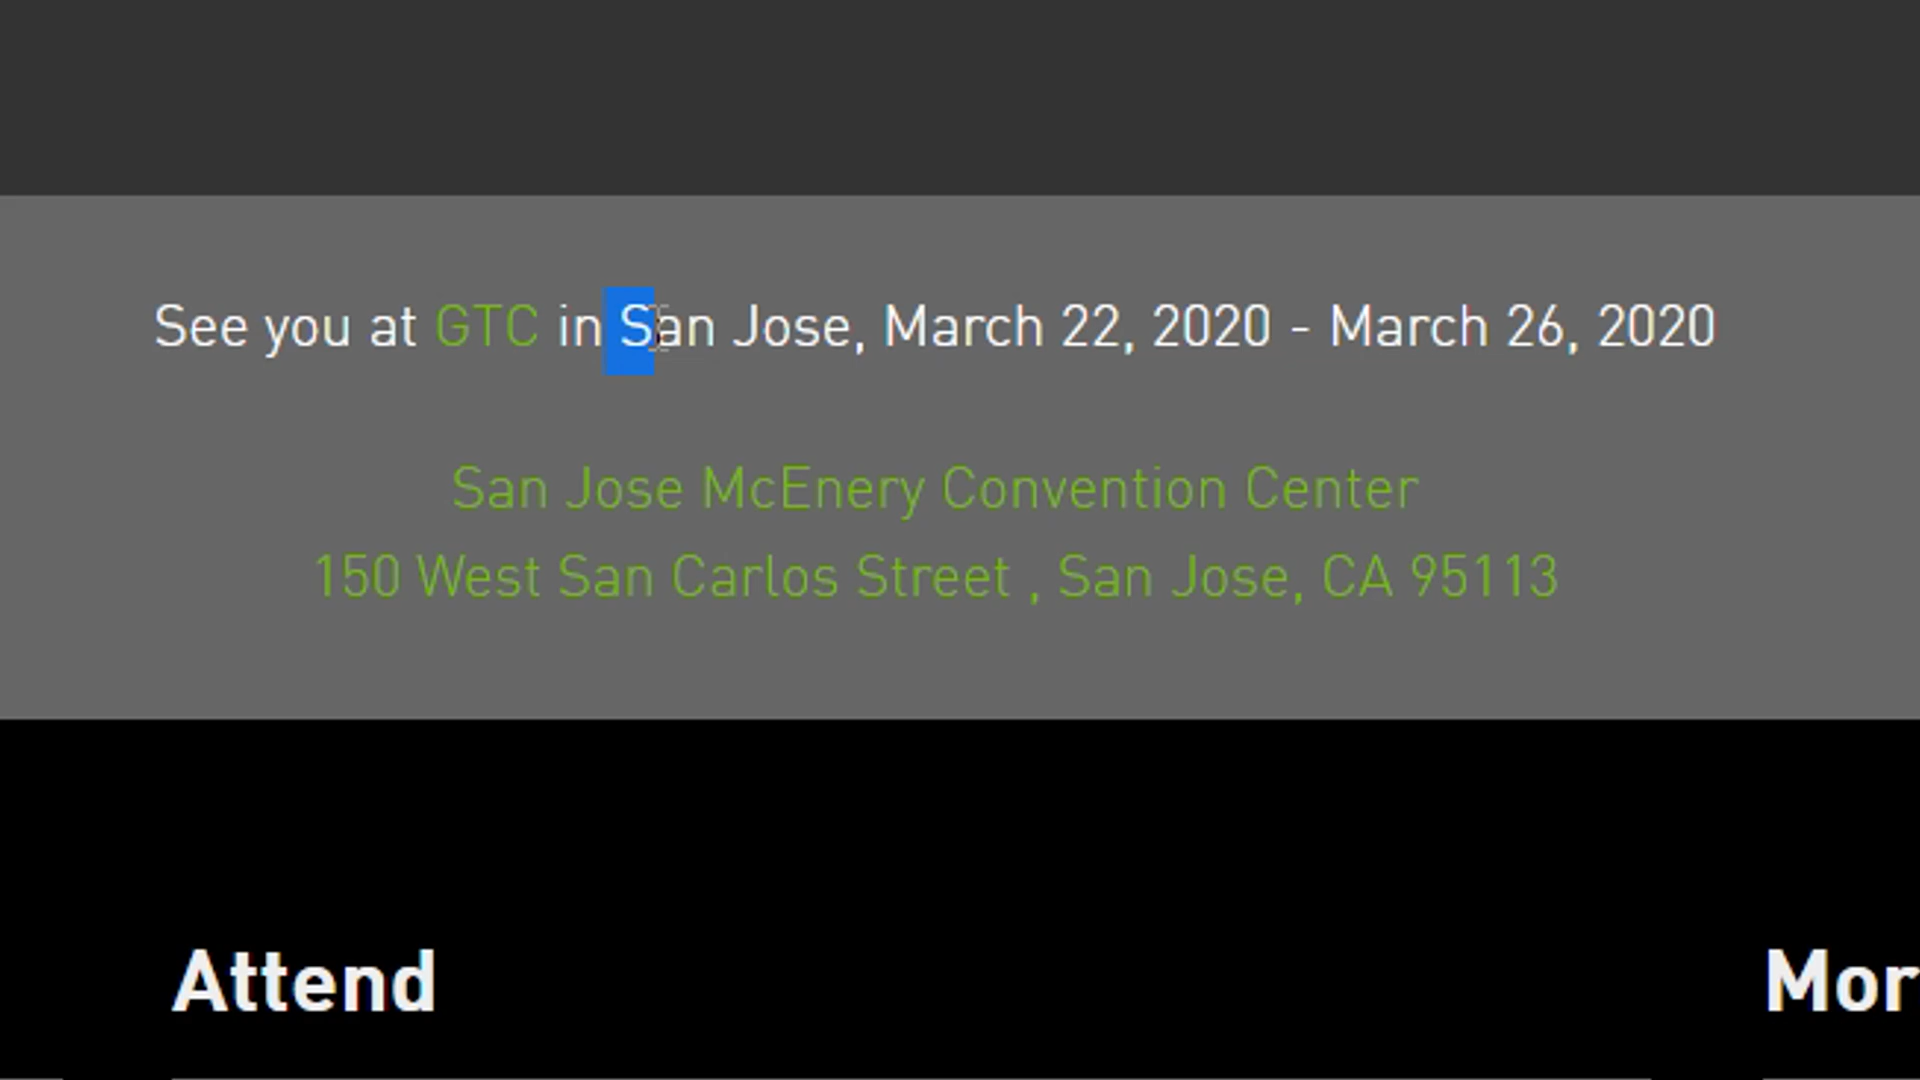 See you at GTC in San Jose, March 22, 2020 - March 26, 2020
San Jose McEnery Convention Center
150 West San Carlos Street , San Jose, CA 95113
Attend
Mor